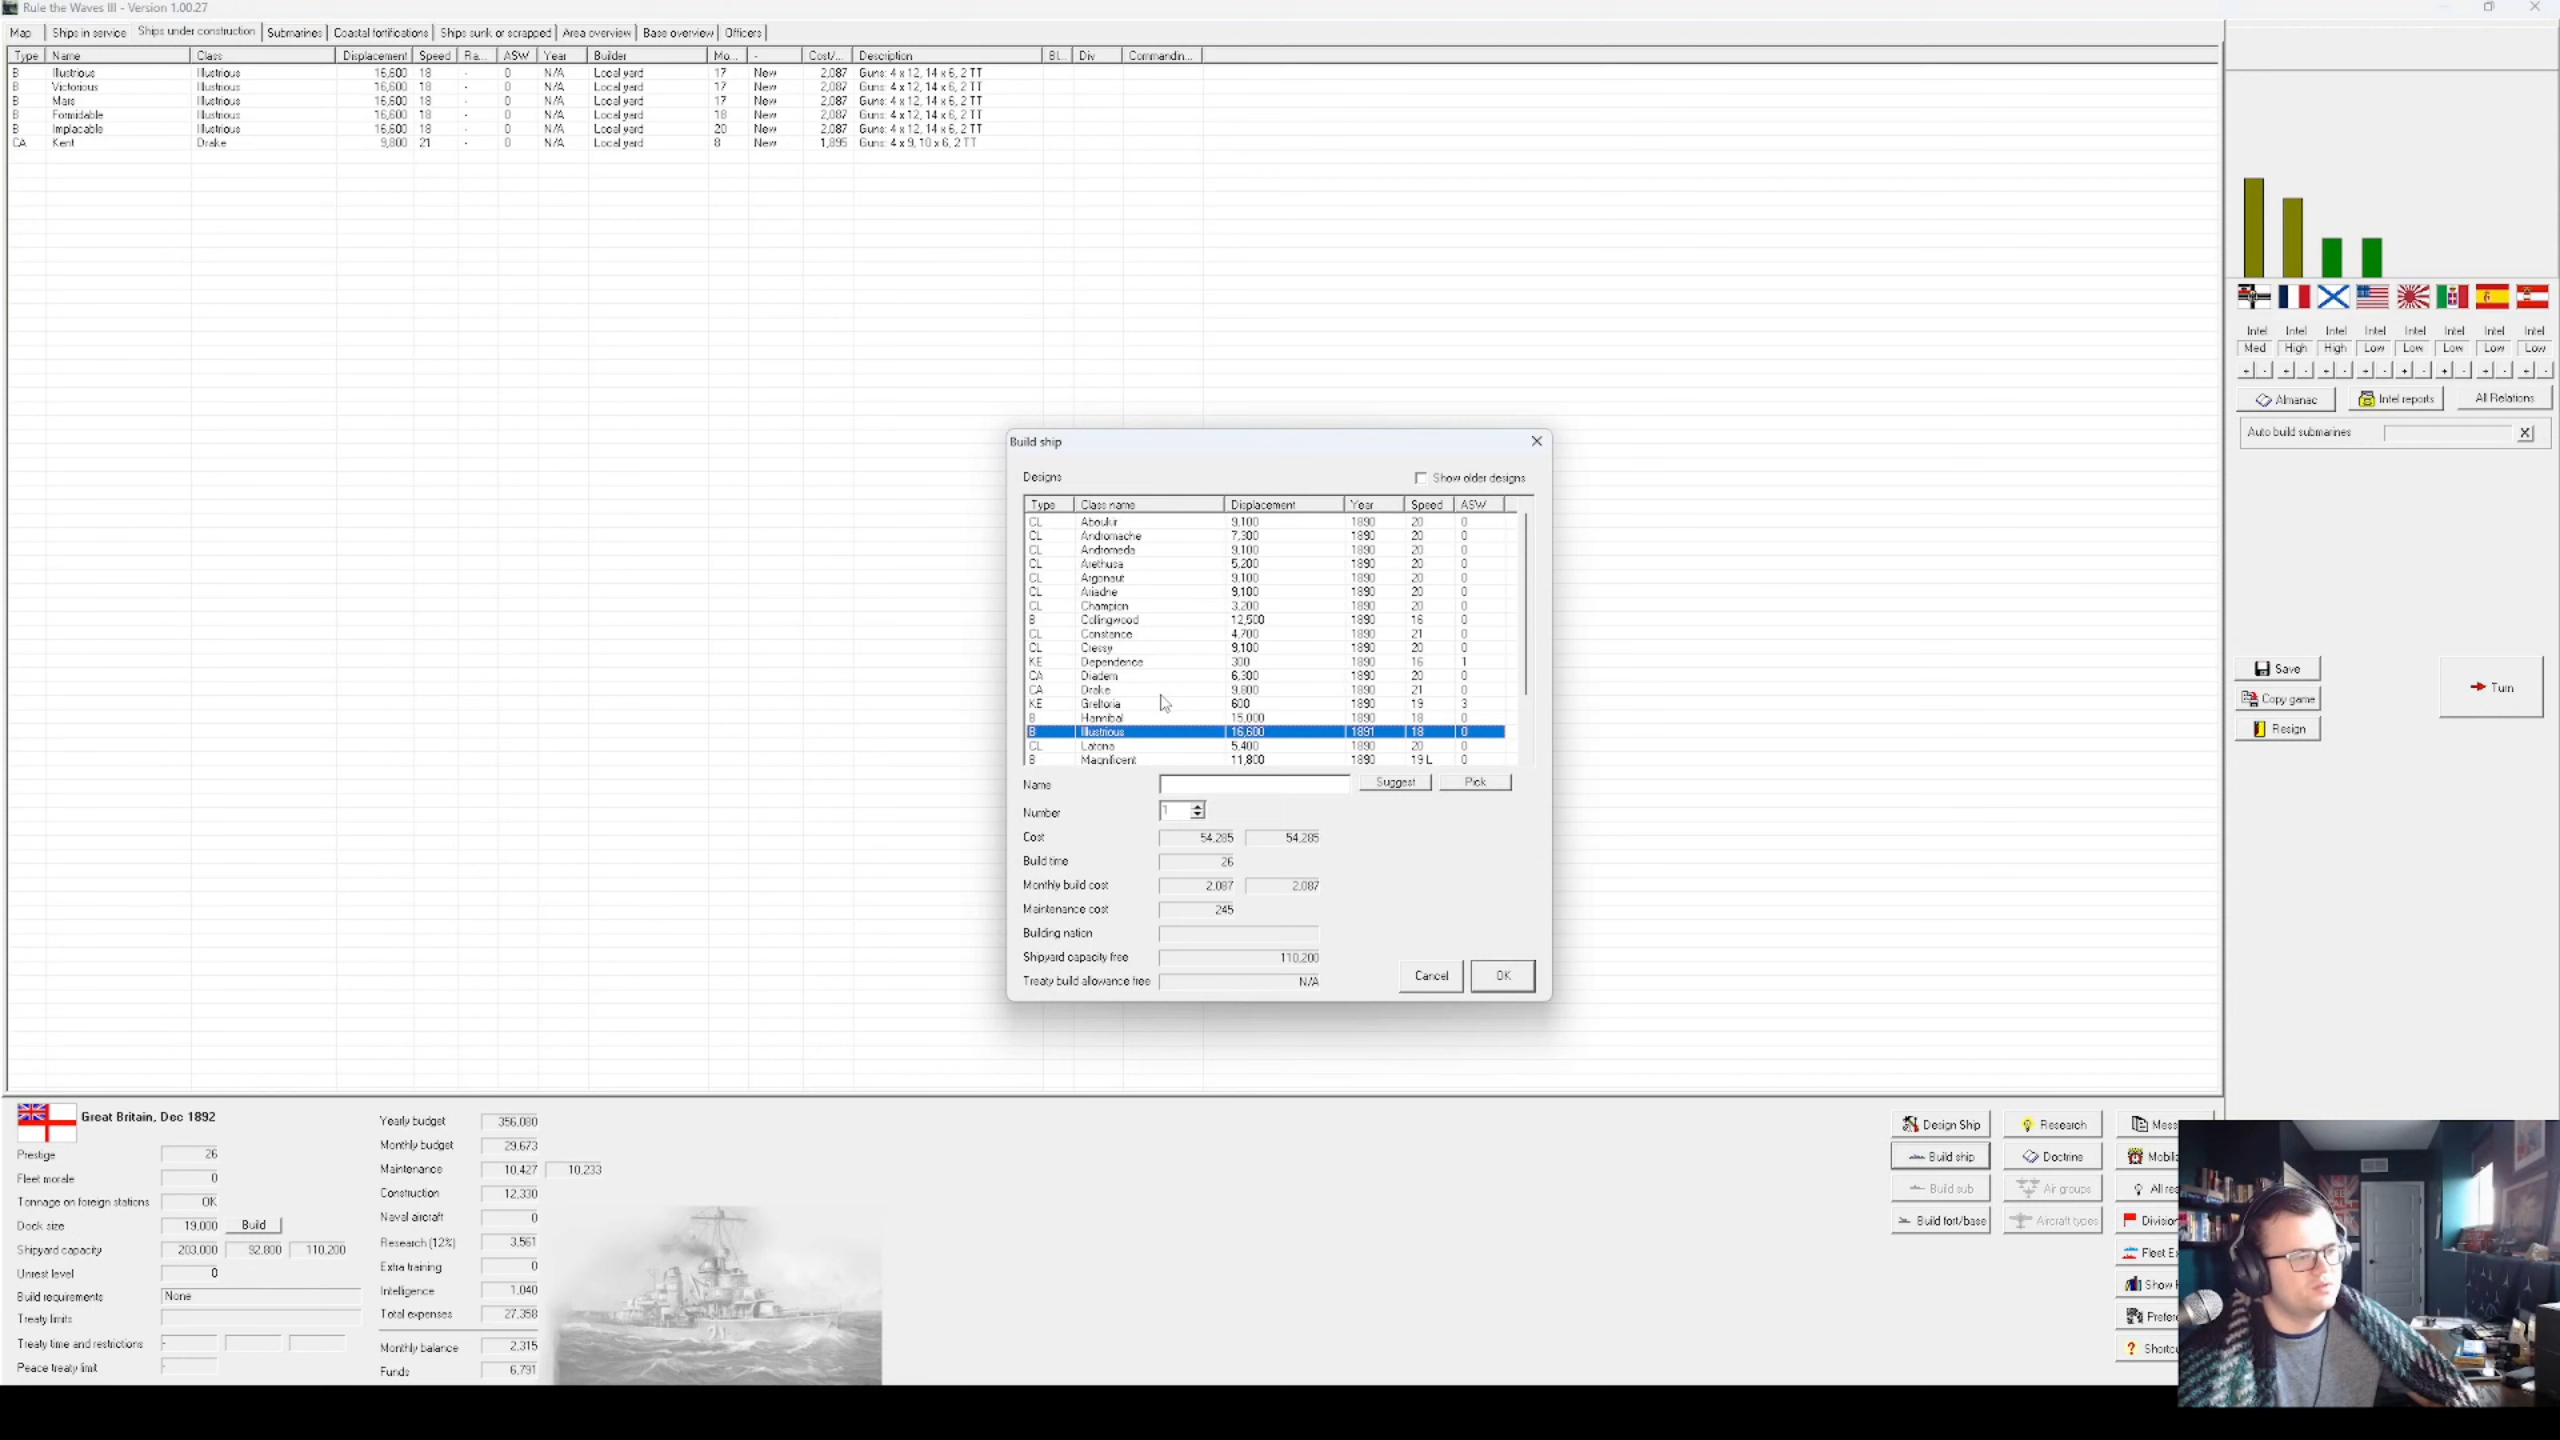 Rule the Waves III - Version 1.00.27
Map Ships in service Ships under construction Submarines Coastal fortifications Ships sunk or scrapped Area overview Base overview Officers
Type Name Class Displacement Speed Ra... ASW Year Builder Mo... - Cost/... Description Bl... Div Commandin...
B Illustrious Illustrious 16,600 18 - 0 N/A Local yard 17 New 2,087 Guns: 4 x 12, 14 x 6, 2 TT
B Victorious Illustrious 16,600 18 - 0 N/A Local yard 17 New 2,087 Guns: 4 x 12, 14 x 6, 2 TT
B Mars Illustrious 16,600 18 - 0 N/A Local yard 17 New 2,087 Guns: 4 x 12, 14 x 6, 2 TT
B Formidable Illustrious 16,600 18 - 0 N/A Local yard 18 New 2,087 Guns: 4 x 12, 14 x 6, 2 TT
B Implacable Illustrious 16,600 18 - 0 N/A Local yard 20 New 2,087 Guns: 4 x 12, 14 x 6, 2 TT
CA Kent Drake 9,800 21 - 0 N/A Local yard 8 New 1,895 Guns: 4 x 9, 10 x 6, 2 TT
Intel Intel Intel Intel Intel Intel Intel Intel
Med High High Low Low Low Low Low
+ - + - + - + - + - + - + - + -
Almanac Intel reports All Relations
Auto build submarines X
Save
Copy game
Resign
Turn
Build ship
Designs Show older designs
Type Class name Displacement Year Speed ASW
CL Aboukir 9,100 1890 20 0
CL Andromache 7,300 1890 20 0
CL Andromeda 9,100 1890 20 0
CL Arethusa 5,200 1890 20 0
CL Argonaut 9,100 1890 20 0
CL Ariadne 9,100 1890 20 0
CL Champion 3,200 1890 20 0
B Collingwood 12,500 1890 16 0
CL Constance 4,700 1890 21 0
CL Cressy 9,100 1890 20 0
KE Dependence 300 1890 16 1
CA Diadem 6,300 1890 20 0
CA Drake 9,800 1890 21 0
KE Greltoria 600 1890 19 3
B Hannibal 15,000 1890 18 0
B Illustrious 16,600 1891 18 0
CL Latona 5,400 1890 20 0
B Magnificent 11,800 1890 19 L 0
Name Suggest Pick
Number 1
Cost 54,285 54,285
Build time 26
Monthly build cost 2,087 2,087
Maintenance cost 245
Building nation
Shipyard capacity free 110,200
Treaty build allowance free N/A
Cancel OK
Great Britain, Dec 1892
Prestige 26
Fleet morale 0
Tonnage on foreign stations OK
Dock size 19,000 Build
Shipyard capacity 203,000 92,800 110,200
Unrest level 0
Build requirements None
Treaty limits
Treaty time and restrictions -
Peace treaty limit -
Yearly budget 356,080
Monthly budget 29,673
Maintenance 10,427 10,233
Construction 12,330
Naval aircraft 0
Research (12%) 3,561
Extra training 0
Intelligence 1,040
Total expenses 27,358
Monthly balance 2,315
Funds 6,791
Design Ship Research Mess
Build ship Doctrine Mobiliz
Build sub Air groups All rea
Build fort/base Aircraft types Division
Fleet E
Show
Prefer
Shortc